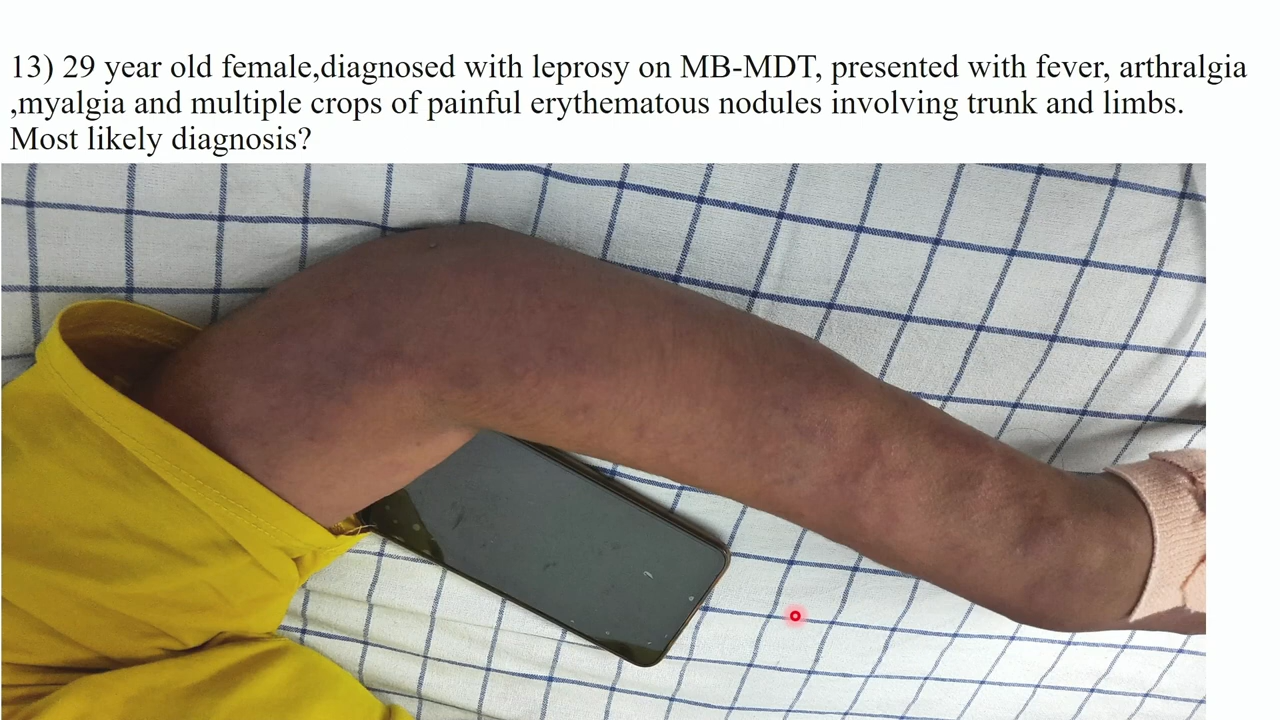 13) 29 year old female,diagnosed with leprosy on MB-MDT, presented with fever, arthralgia
,myalgia and multiple crops of painful erythematous nodules involving trunk and limbs.
Most likely diagnosis?